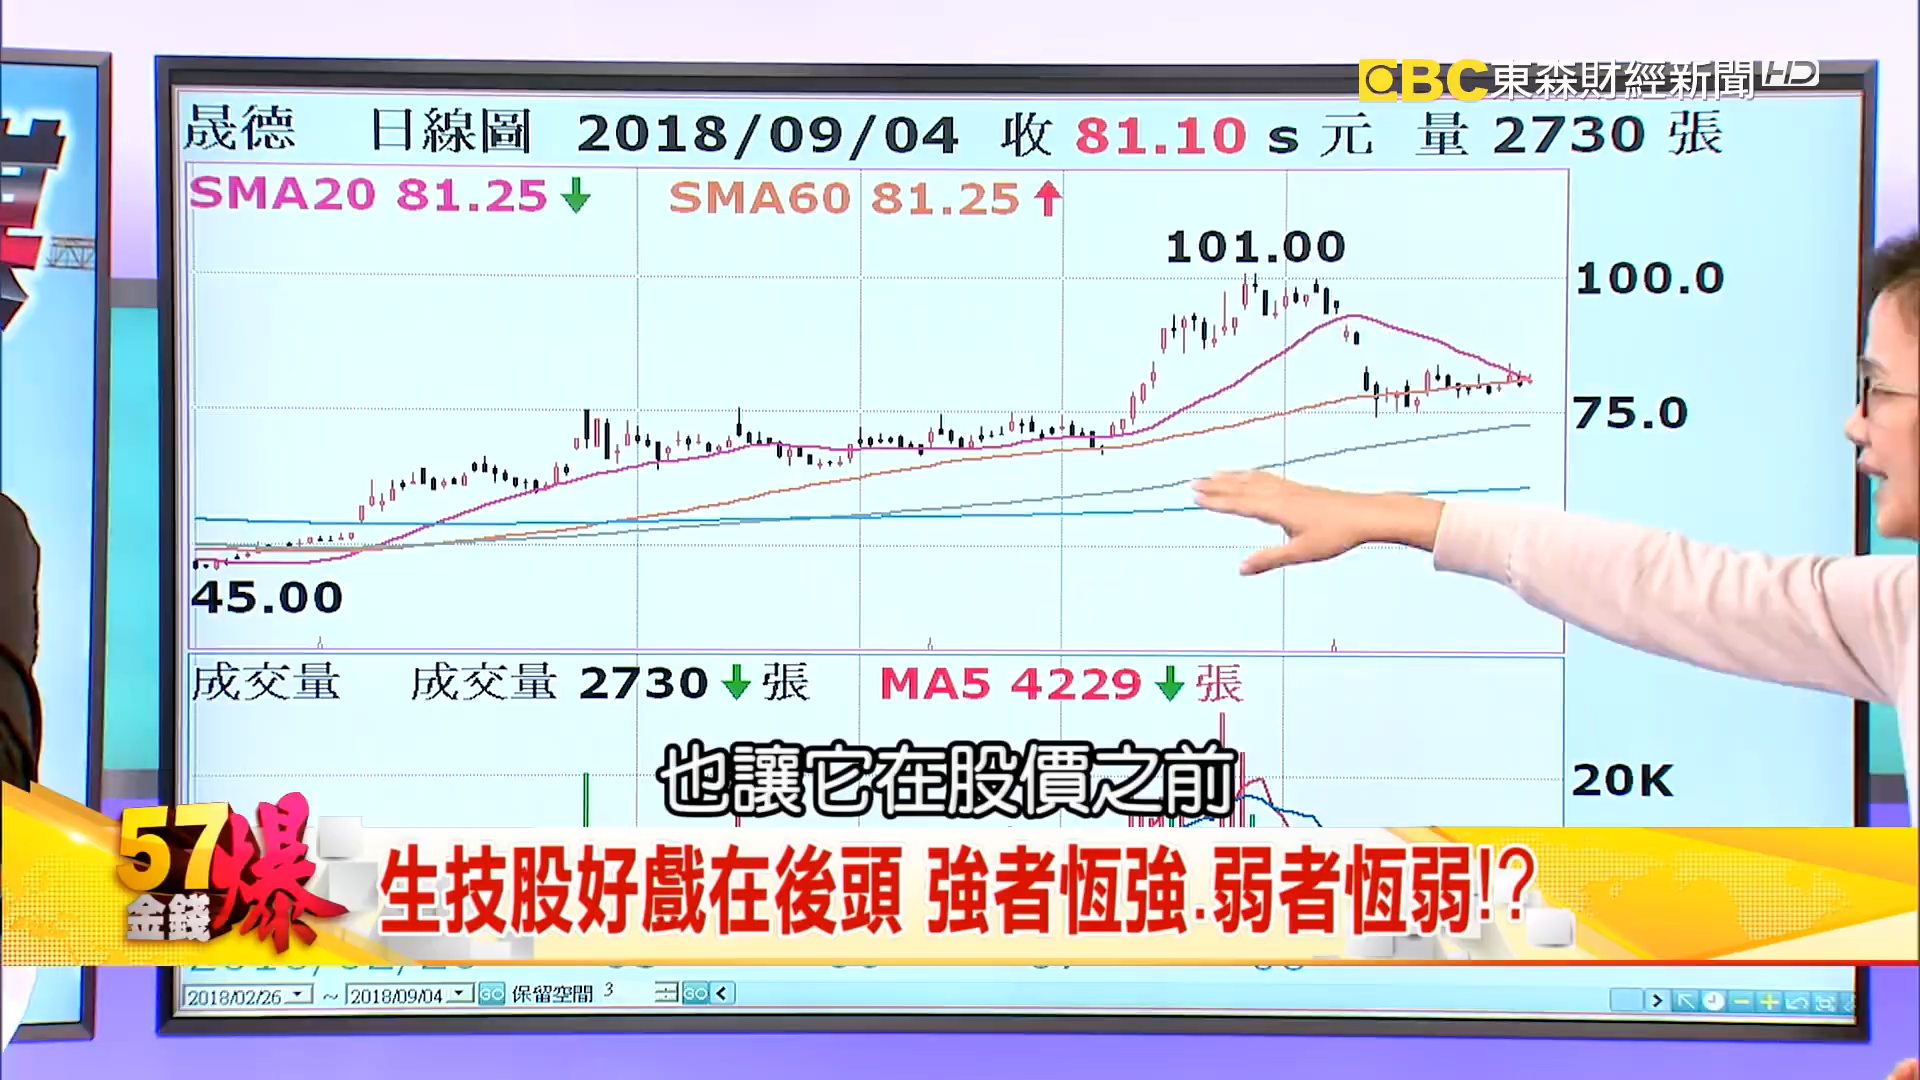 EBC東森財經新聞HD
晟德 日線圖 2018/09/04 收 81.10 s 元 量 2730 張
SMA20 81.25↓ SMA60 81.25↑
101.00
100.0
75.0
45.00
成交量 成交量 2730↓張 MA5 4229↓張
20K
也讓它在股價之前
57金錢爆
生技股好戲在後頭 強者恆強.弱者恆弱!?
2018/02/26 ~ 2018/09/04 GO 保留空間 3 GO